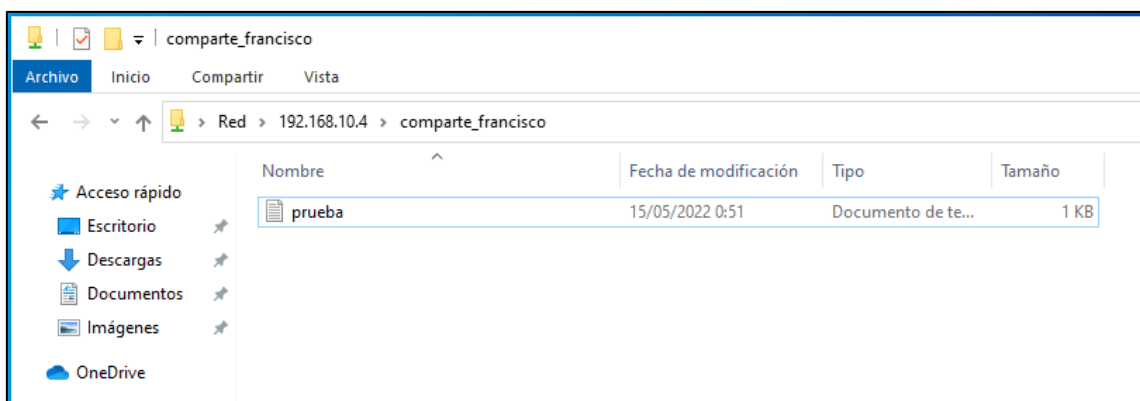 comparte_francisco
Archivo Inicio Compartir Vista
Red > 192.168.10.4 > comparte_francisco
Nombre Fecha de modificación Tipo Tamaño
Acceso rápido
prueba 15/05/2022 0:51 Documento de te... 1 KB
Escritorio
Descargas
Documentos
Imágenes
OneDrive